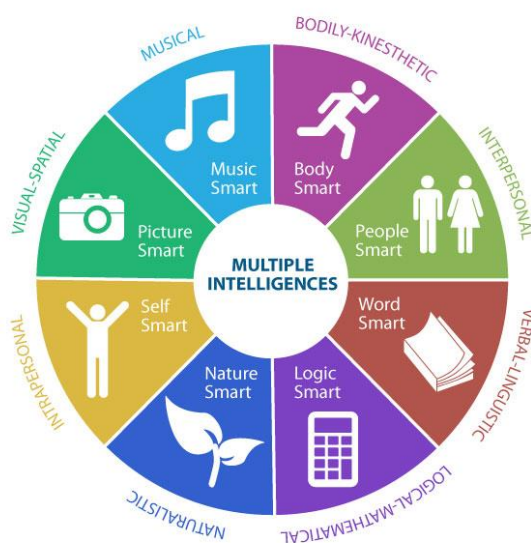 MUSICAL
BODILY-KINESTHETIC
VISUAL-SPATIAL
INTERPERSONAL
Music
Smart
Body
Smart
Picture
Smart
People
Smart
MULTIPLE
INTELLIGENCES
Self
Smart
Word
Smart
Nature
Smart
Logic
Smart
INTRAPERSONAL
VERBAL-LINGUISTIC
NATURALISTIC
LOGICAL-MATHEMATICAL